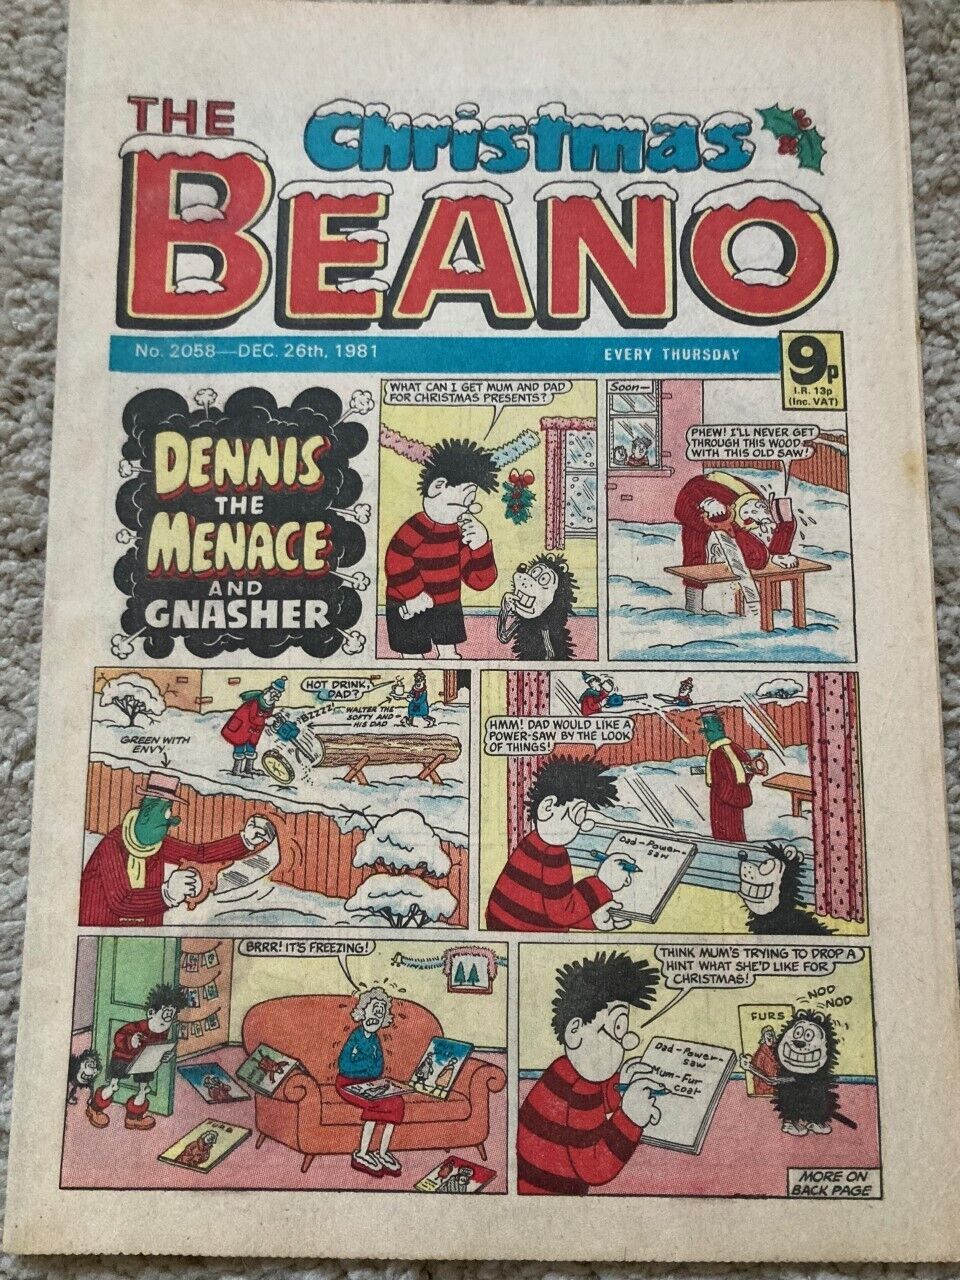 THE
Christmas
BEANO
No. 2058—DEC. 26th, 1981
EVERY THURSDAY
9p
I.R. 13p
(Inc. VAT)
DENNIS
THE
MENACE
AND
GNASHER
WHAT CAN I GET MUM AND DAD
FOR CHRISTMAS PRESENTS?
Soon—
PHEW! I'LL NEVER GET
THROUGH THIS WOOD
WITH THIS OLD SAW!
HOT DRINK,
DAD?
BZZZZ!
WALTER THE
SOFTY AND
HIS DAD
GREEN WITH
ENVY
HMM! DAD WOULD LIKE A
POWER-SAW BY THE LOOK
OF THINGS!
Dad-Power-
saw
BRRR! IT'S FREEZING!
FURS
THINK MUM'S TRYING TO DROP A
HINT WHAT SHE'D LIKE FOR
CHRISTMAS!
NOD
NOD
FURS
Dad-Power-
saw
Mum-Fur
coat
MORE ON
BACK PAGE